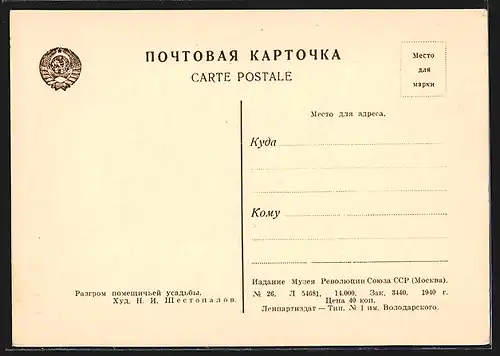 ПОЧТОВАЯ КАРТОЧКА
CARTE POSTALE
Место
для
марки
Место для адреса.
Куда
Кому
Разгром помещичьей усадьбы.
Худ. Н. И. Шестопалов.
Издание Музея Революции Союза ССР (Москва).
№ 26. Л 54681. 14.000. Зак. 3440. 1940 г.
Цена 40 коп.
Ленпартиздат — Тип. № 1 им. Володарского.